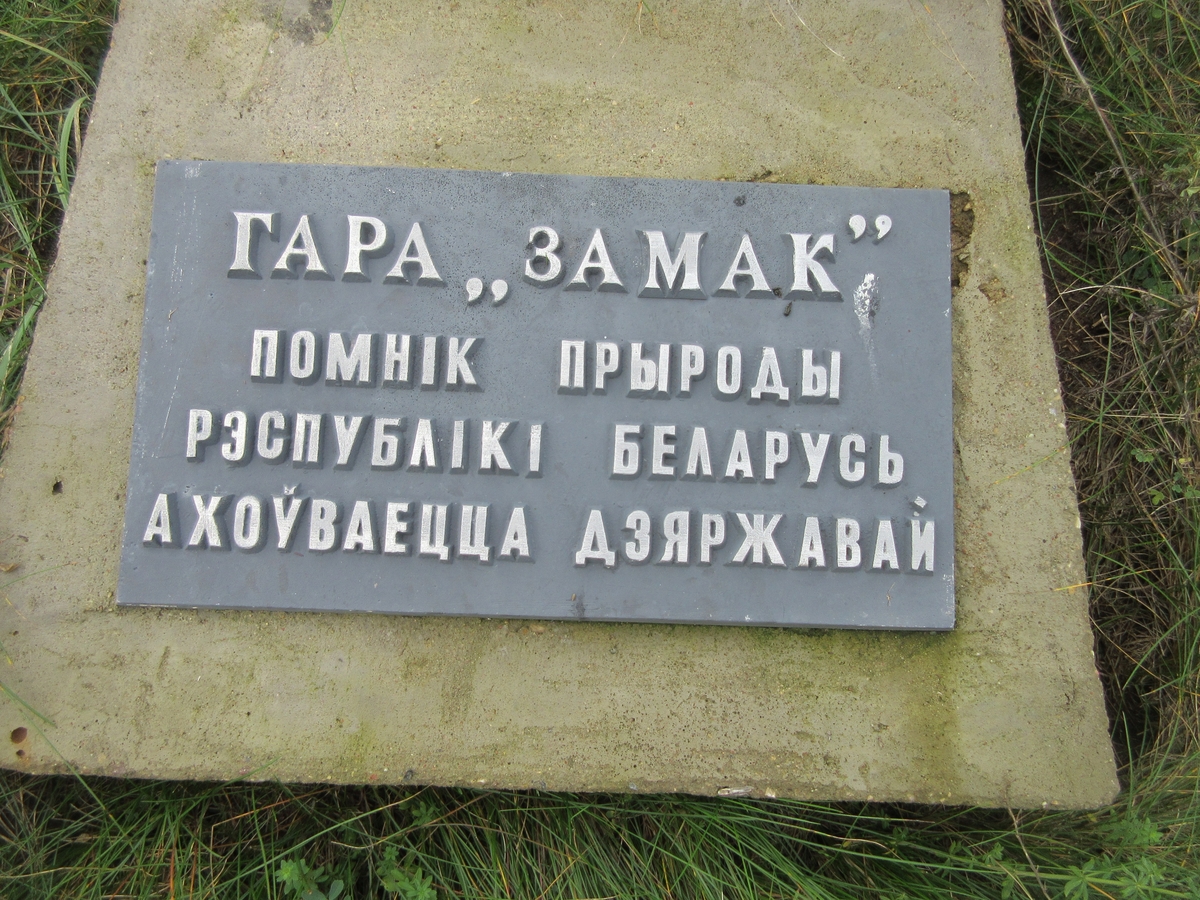 ГАРА „ЗАМАК”
ПОМНІК ПРЫРОДЫ
РЭСПУБЛІКІ БЕЛАРУСЬ
АХОЎВАЕЦЦА ДЗЯРЖАВАЙ